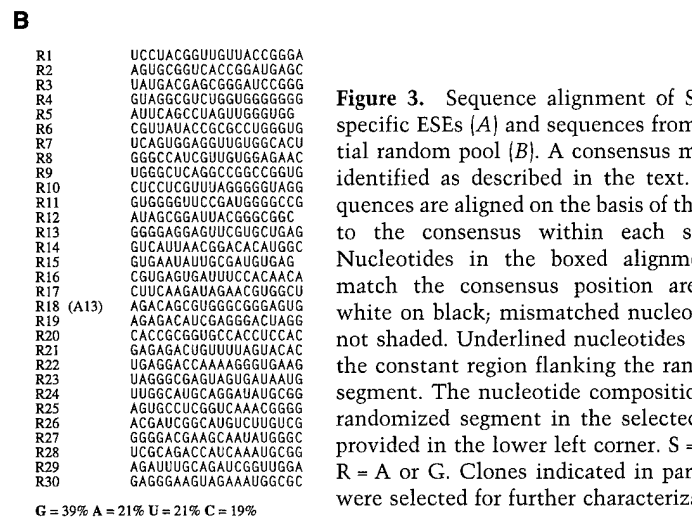 B
R1 UCCUACGGUUGUUACCGGGA
R2 AGUGCGGUCACCGGAUGAGC
R3 UAUGACGAGCGGGAUCCGGG
R4 GUAGGCGUCUGGUGGGGGGG
R5 AUUCAGCCUAGUUGGGUGG
R6 CGUUAUACCGCGCCUGGGUG
R7 UCAGUGGAGGUUGUGGCACU
R8 GGGCCAUCGUUGUGGAGAAC
R9 UGGGCUCAGGCCGGCCGGUG
R10 CUCCUCGUUUAGGGGGUAGG
R11 GUGGGGUUCCGAUGGGGCCG
R12 AUAGCGGAUUACGGGCGGC
R13 GGGGAGGAGUUCGUGCUGAG
R14 GUCAUUAACGGACACAUGGC
R15 GUGAAUAUUGCGAUGUGAG
R16 CGUGAGUGAUUUCCACAACA
R17 CUUCAAGAUAGAACGUGGCU
R18 (A13) AGACAGCGUGGGCGGGAGUG
R19 AGAGACAUCGAGGGACUAGG
R20 CACCGCGGUGCCACCUCCAC
R21 GAGAGACUGUUUUAGUACAC
R22 UGAGGACCAAAAGGGUGAAG
R23 UAGGGCGAGUAGUGAUAAUG
R24 UUGGCAUGCAGGAUAUGCGG
R25 AGUGCCUCGGUCAAACGGGG
R26 ACGAUCGGCAUGUCUUGUCG
R27 GGGGACGAAGCAAUAUGGGC
R28 UCGCAGACCAUCAAAUGCGG
R29 AGAUUUGCAGAUCGGUUGGA
R30 GAGGGAAGUAGAAAUGGCGC
G = 39% A = 21% U = 21% C = 19%
Figure 3. Sequence alignment of S
specific ESEs (A) and sequences from
tial random pool (B). A consensus m
identified as described in the text.
quences are aligned on the basis of th
to the consensus within each s
Nucleotides in the boxed alignm
match the consensus position are
white on black; mismatched nucleo
not shaded. Underlined nucleotides
the constant region flanking the ran
segment. The nucleotide compositio
randomized segment in the selected
provided in the lower left corner. S =
R = A or G. Clones indicated in par
were selected for further characteriza